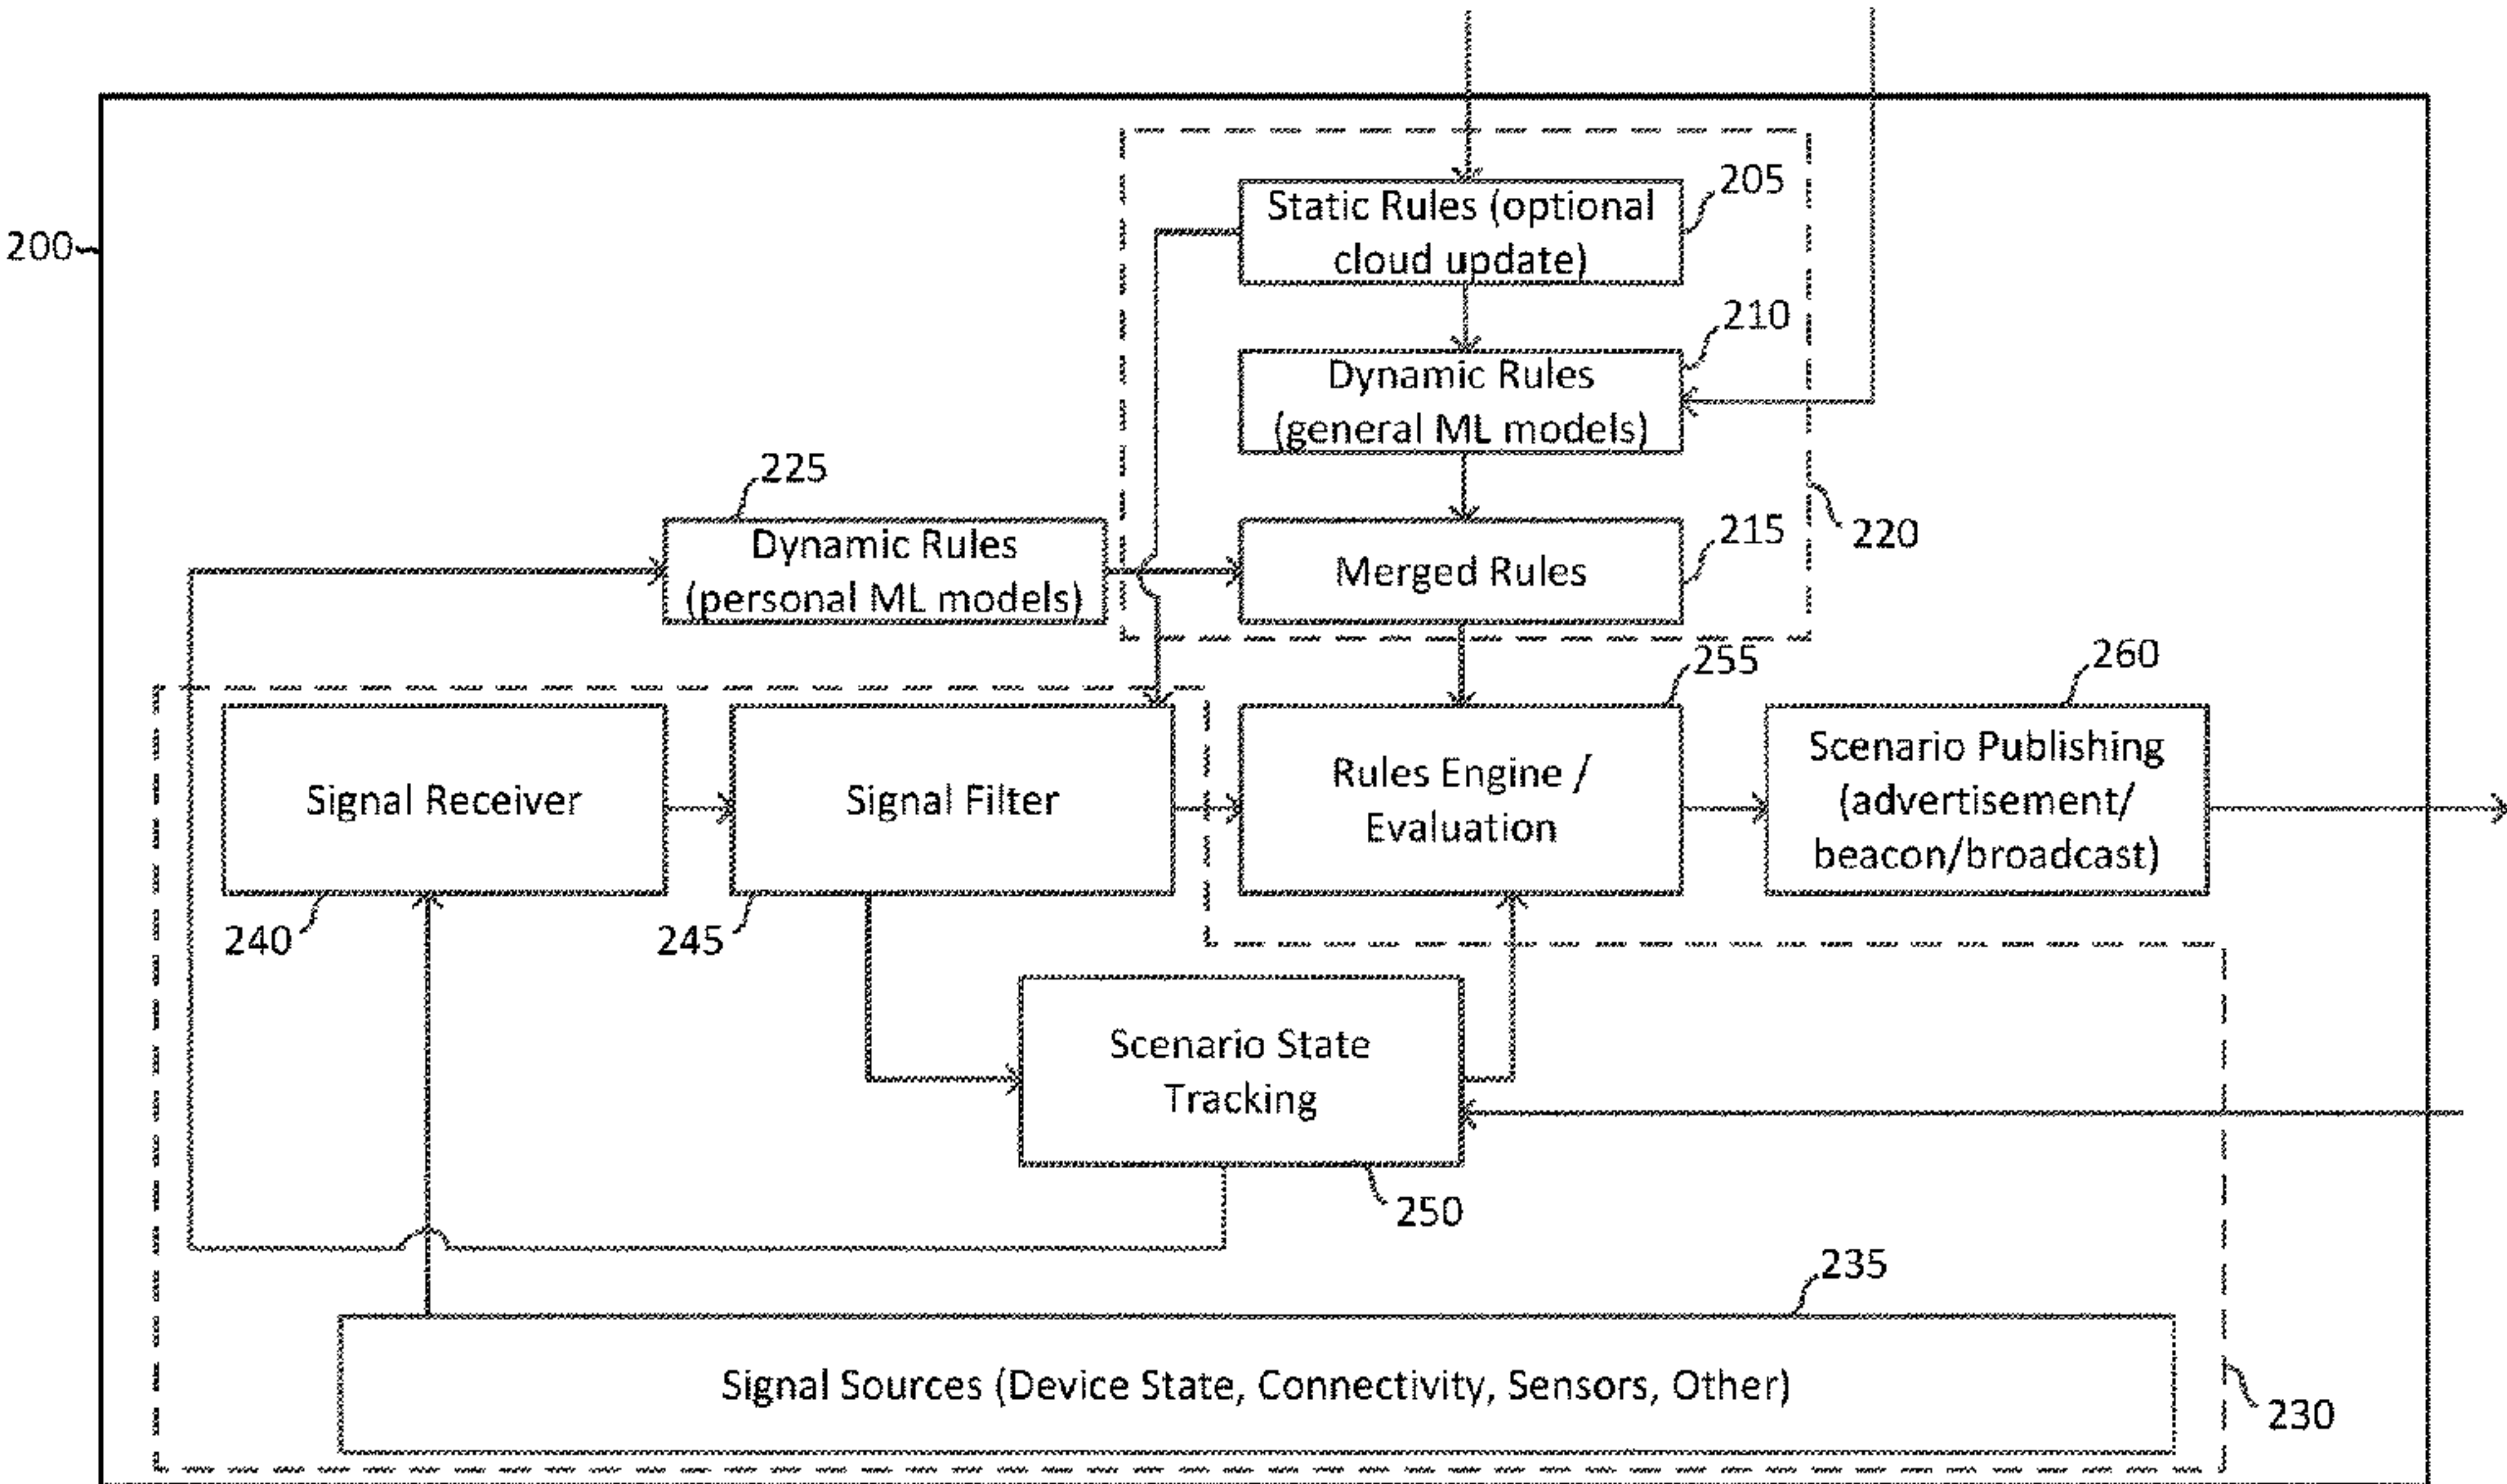 205
Static Rules (optional
cloud update)
200
210
Dynamic Rules
(general ML models)
225
Dynamic Rules
(personal ML models)
215
Merged Rules
220
255
260
Signal Receiver
Signal Filter
Rules Engine /
Evaluation
Scenario Publishing
(advertisement/
beacon/broadcast)
240
245
Scenario State
Tracking
250
235
Signal Sources (Device State, Connectivity, Sensors, Other)
230